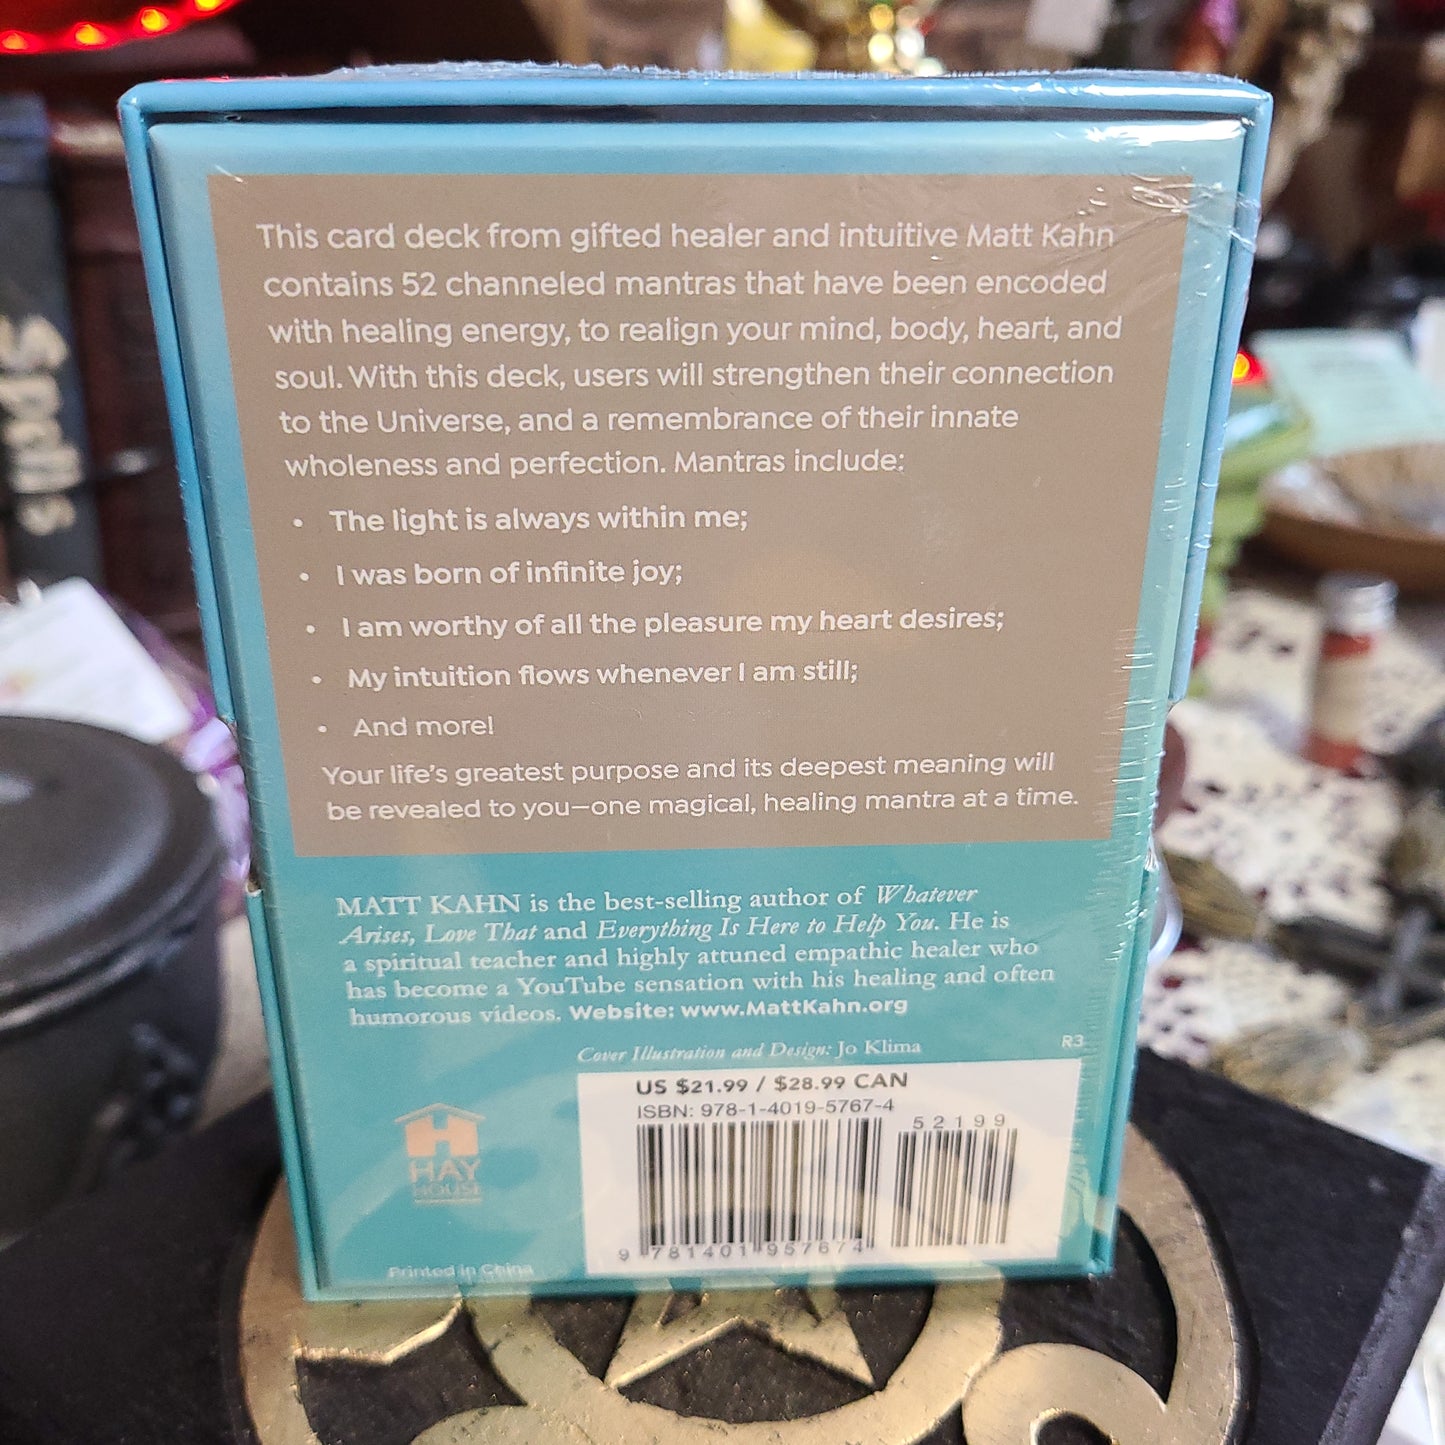 This card deck from gifted healer and intuitive Matt Kahn
contains 52 channeled mantras that have been encoded
with healing energy, to realign your mind, body, heart, and
soul. With this deck, users will strengthen their connection
to the Universe, and a remembrance of their innate
wholeness and perfection. Mantras include:
• The light is always within me;
• I was born of infinite joy;
• I am worthy of all the pleasure my heart desires;
• My intuition flows whenever I am still;
• And more!
Your life's greatest purpose and its deepest meaning will
be revealed to you—one magical, healing mantra at a time.
MATT KAHN is the best-selling author of Whatever
Arises, Love That and Everything Is Here to Help You. He is
a spiritual teacher and highly attuned empathic healer who
has become a YouTube sensation with his healing and often
humorous videos. Website: www.MattKahn.org
Cover Illustration and Design: Jo Klima
R3
US $21.99 / $28.99 CAN
ISBN: 978-1-4019-5767-4
52199
9 781401 957674
HAY
HOUSE
Printed in China